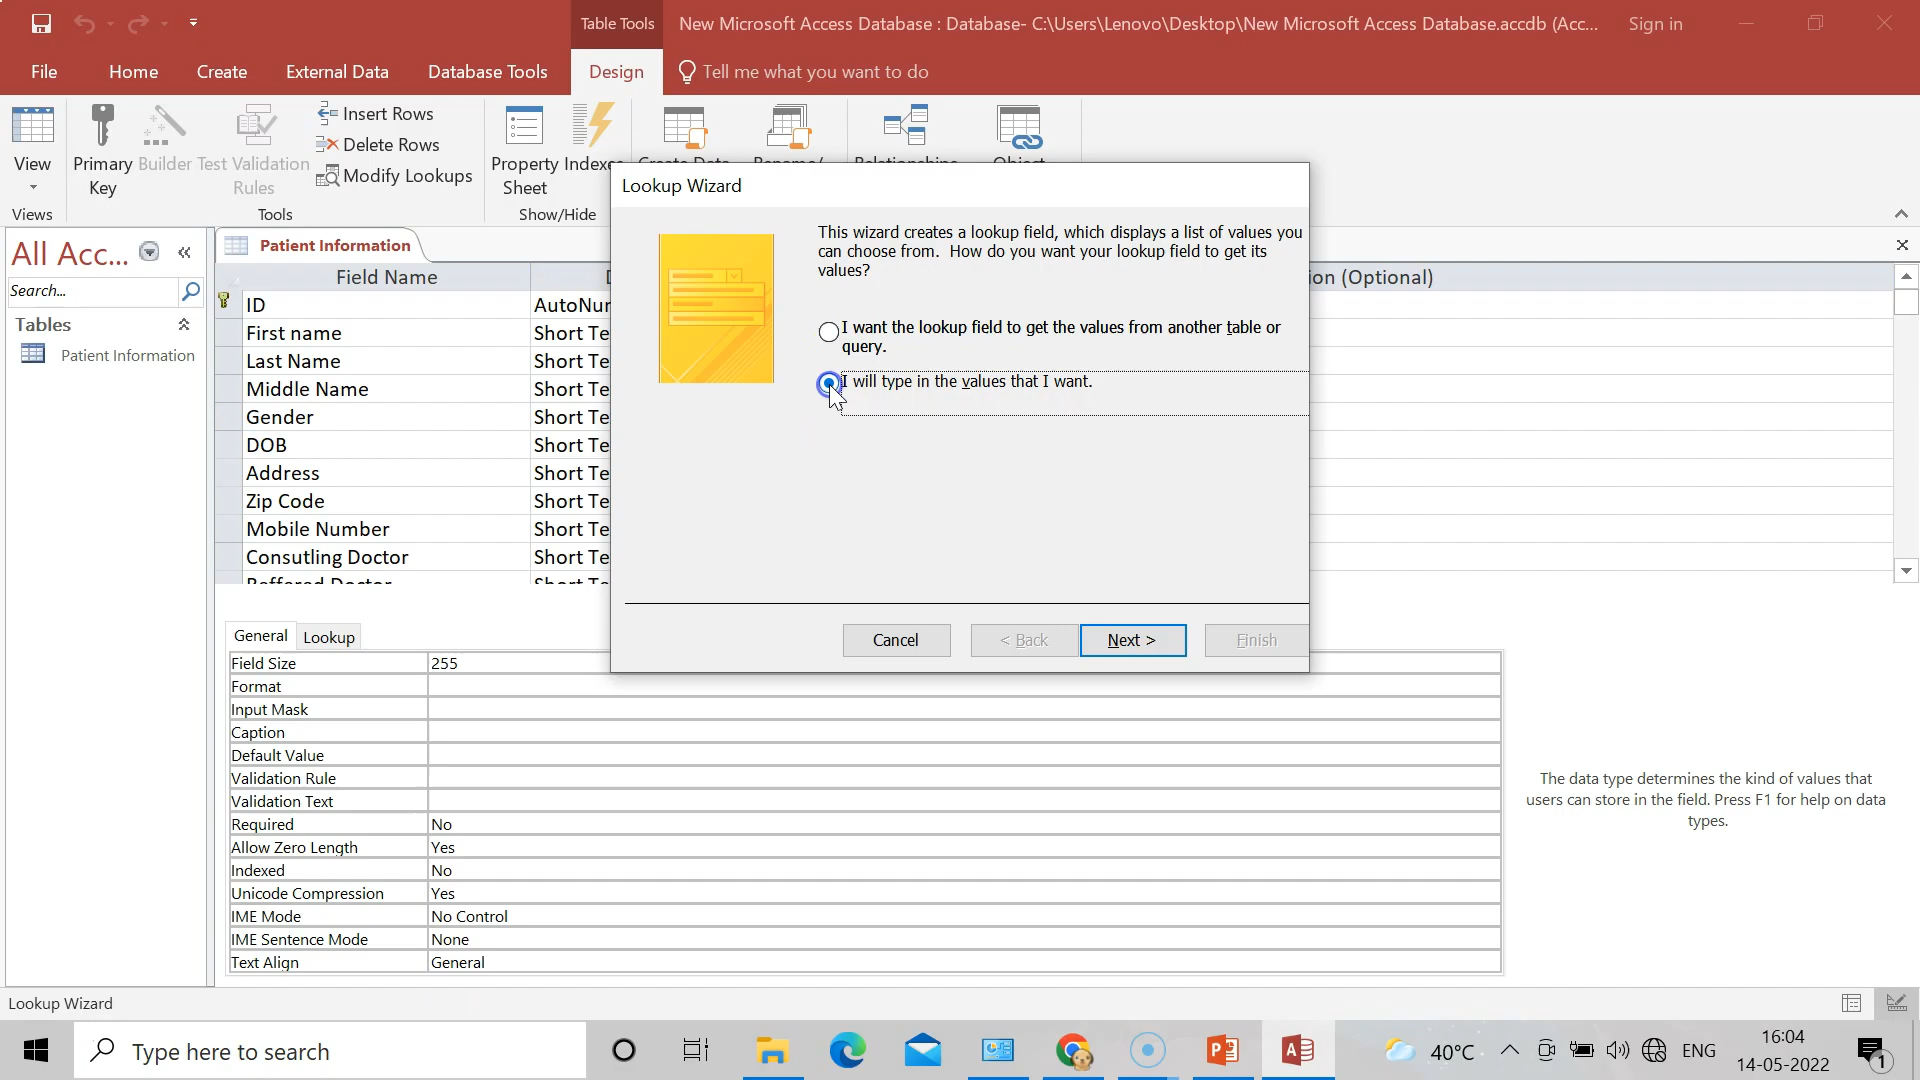 Table Tools
New Microsoft Access Database : Database- C:\Users\Lenovo\Desktop\New Microsoft Access Database.accdb (Acc...
Sign in
File
Home
Create
External Data
Database Tools
Design
Tell me what you want to do
View
Primary
Key
Builder
Test Validation
Rules
Insert Rows
Delete Rows
Modify Lookups
Property
Sheet
Indexes
Views
Tools
Show/Hide
All Acc...
Search...
Tables
Patient Information
Patient Information
Field Name
ion (Optional)
ID
AutoNur
First name
Short Te
Last Name
Short Te
Middle Name
Short Te
Gender
Short Te
DOB
Short Te
Address
Short Te
Zip Code
Short Te
Mobile Number
Short Te
Consutling Doctor
Short Te
Lookup Wizard
This wizard creates a lookup field, which displays a list of values you
can choose from. How do you want your lookup field to get its
values?
I want the lookup field to get the values from another table or
query.
I will type in the values that I want.
Cancel
< Back
Next >
Finish
General
Lookup
Field Size
255
Format
Input Mask
Caption
Default Value
Validation Rule
Validation Text
Required
No
Allow Zero Length
Yes
Indexed
No
Unicode Compression
Yes
IME Mode
No Control
IME Sentence Mode
None
Text Align
General
The data type determines the kind of values that
users can store in the field. Press F1 for help on data
types.
Lookup Wizard
Type here to search
40°C
ENG
16:04
14-05-2022
1